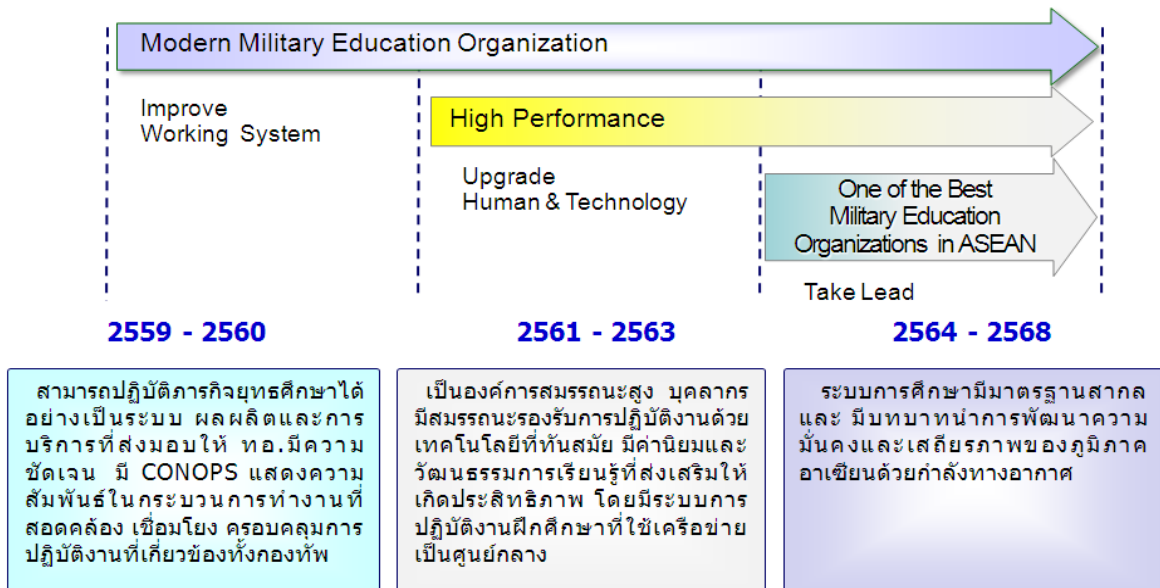 Modern Military Education Organization
Improve
Working System
High Performance
Upgrade
Human & Technology
One of the Best
Military Education
Organizations in ASEAN
Take Lead
2559 - 2560
2561 - 2563
2564 - 2568
สามารถปฏิบัติภารกิจยุทธศึกษาได้
อย่างเป็นระบบ ผลผลิตและการ
บริการที่ส่งมอบให้ ทอ.มีความ
ชัดเจน มี CONOPS แสดงความ
สัมพันธ์ในกระบวนการทำงานที่
สอดคล้อง เชื่อมโยง ครอบคลุมการ
ปฏิบัติงานที่เกี่ยวข้องทั้งกองทัพ
เป็นองค์การสมรรถนะสูง บุคลากร
มีสมรรถนะรองรับการปฏิบัติงานด้วย
เทคโนโลยีที่ทันสมัย มีค่านิยมและ
วัฒนธรรมการเรียนรู้ที่ส่งเสริมให้
เกิดประสิทธิภาพ โดยมีระบบการ
ปฏิบัติงานฝึกศึกษาที่ใช้เครือข่าย
เป็นศูนย์กลาง
ระบบการศึกษามีมาตรฐานสากล
และ มีบทบาทนำการพัฒนาความ
มั่นคงและเสถียรภาพของภูมิภาค
อาเซียนด้วยกำลังทางอากาศ